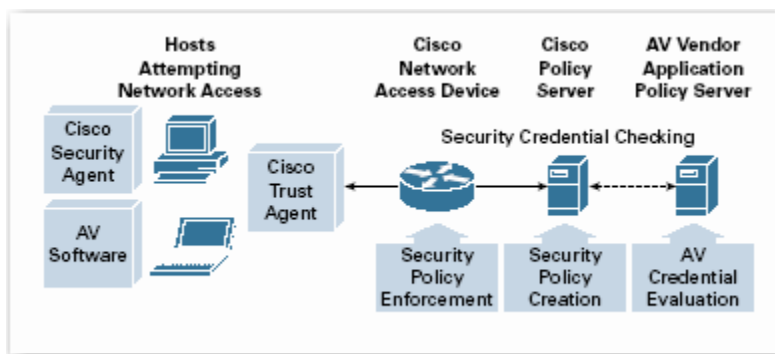 Hosts
Attempting
Network Access
Cisco
Network
Access Device
Cisco
Policy
Server
AV Vendor
Application
Policy Server
Security Credential Checking
Cisco
Security
Agent
Cisco
Trust
Agent
AV
Software
Security
Policy
Enforcement
Security
Policy
Creation
AV
Credential
Evaluation